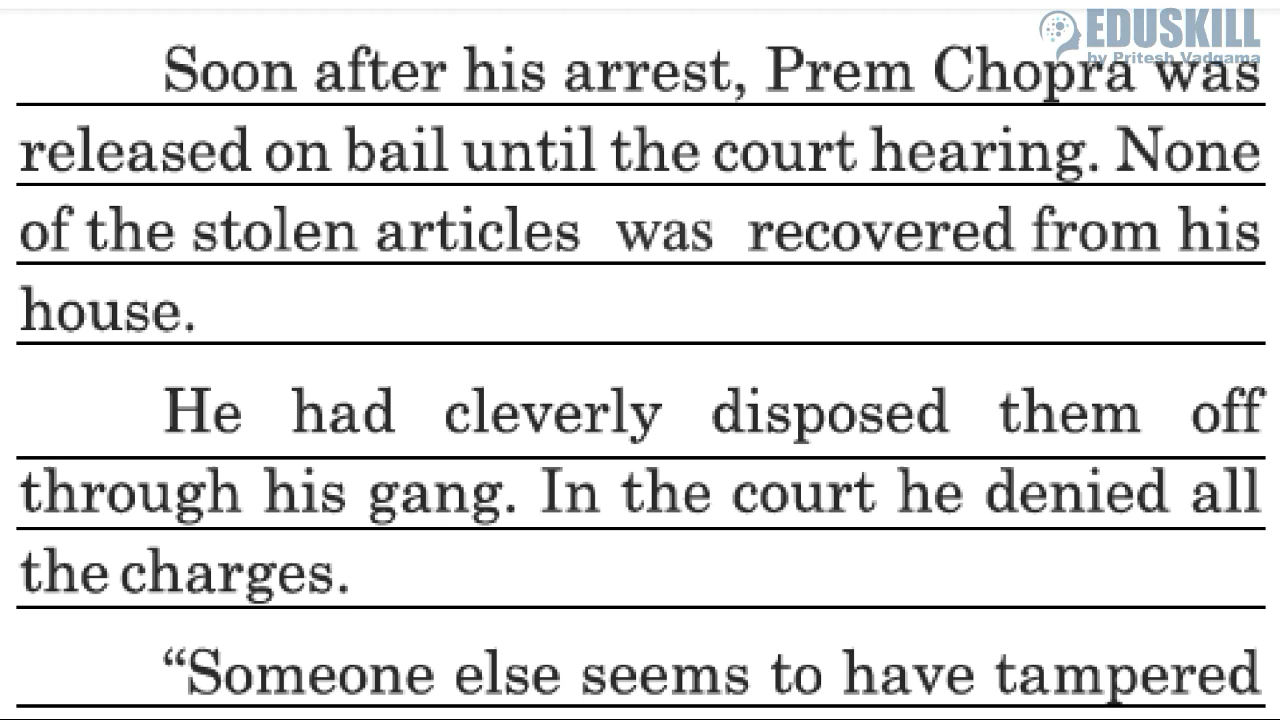 EDUSKILL
by Pritesh Vadgama
Soon after his arrest, Prem Chopra was
released on bail until the court hearing. None
of the stolen articles was recovered from his
house.
He had cleverly disposed them off
through his gang. In the court he denied all
the charges.
“Someone else seems to have tampered